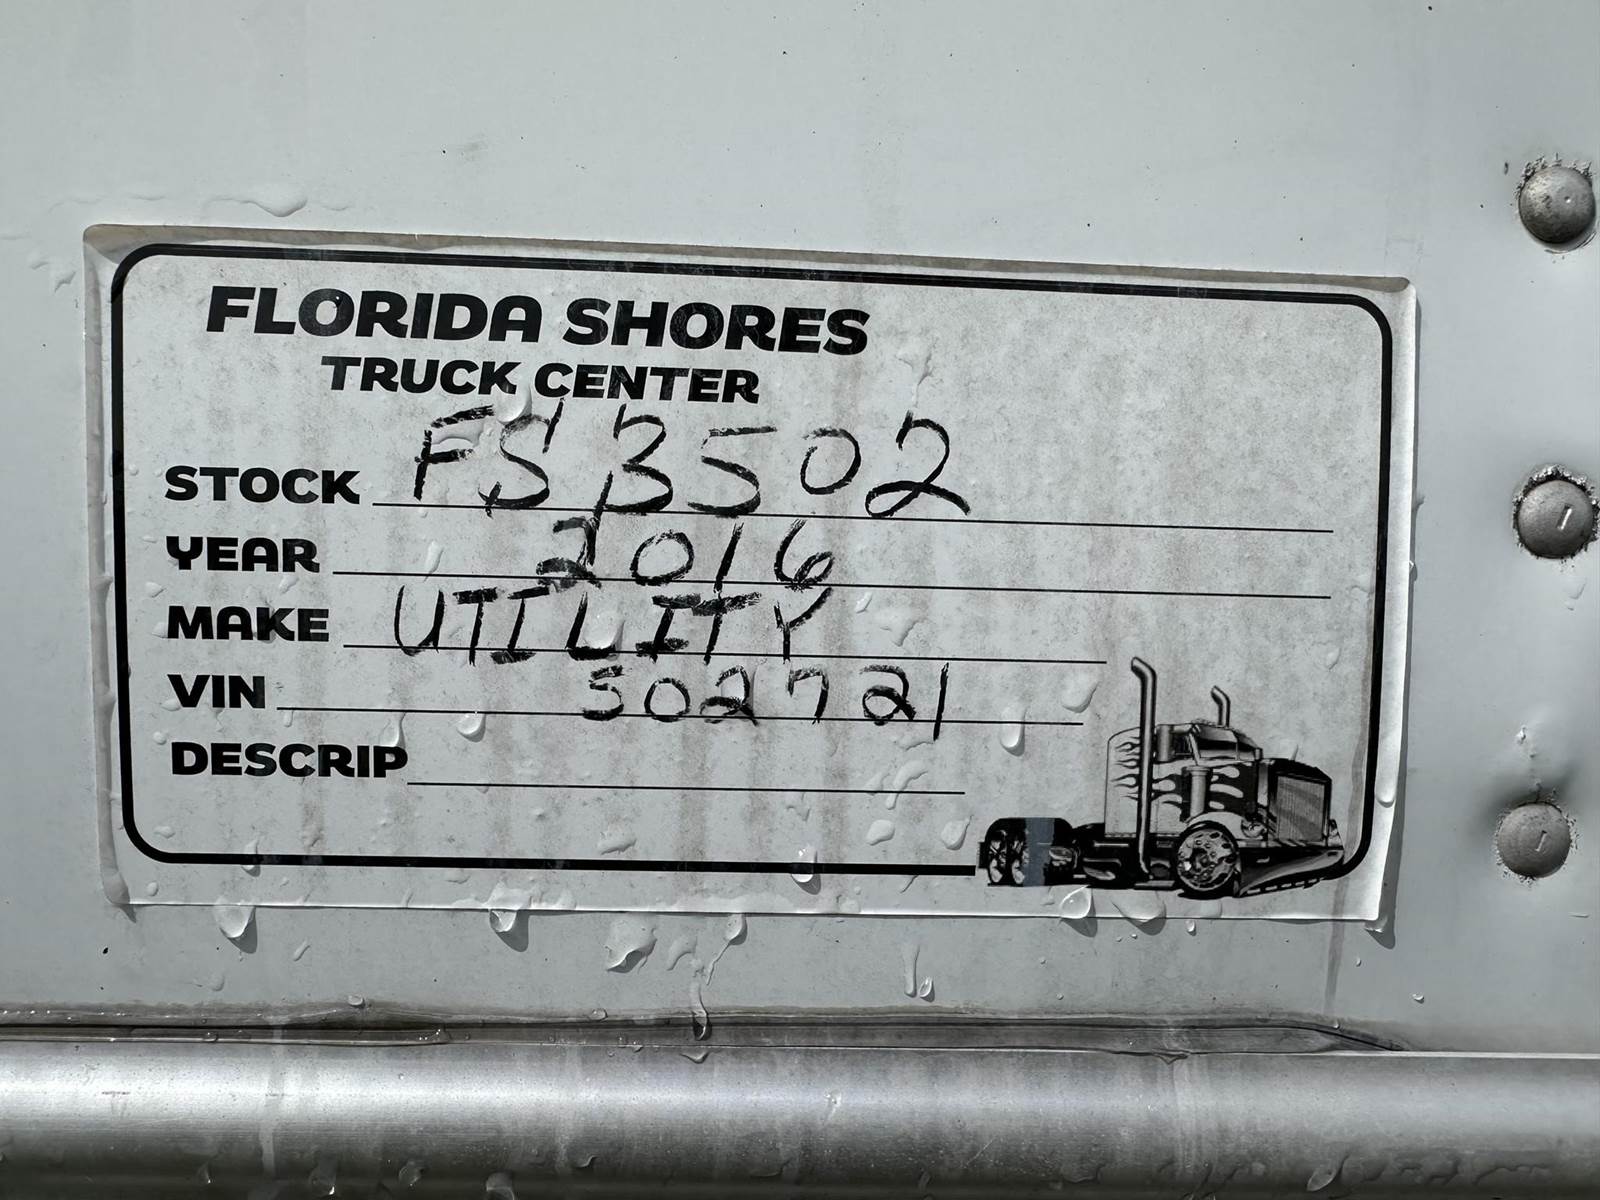 FLORIDA SHORES
TRUCK CENTER
STOCK FS3502
YEAR 2016
MAKE UTILITY
VIN 502721
DESCRIP